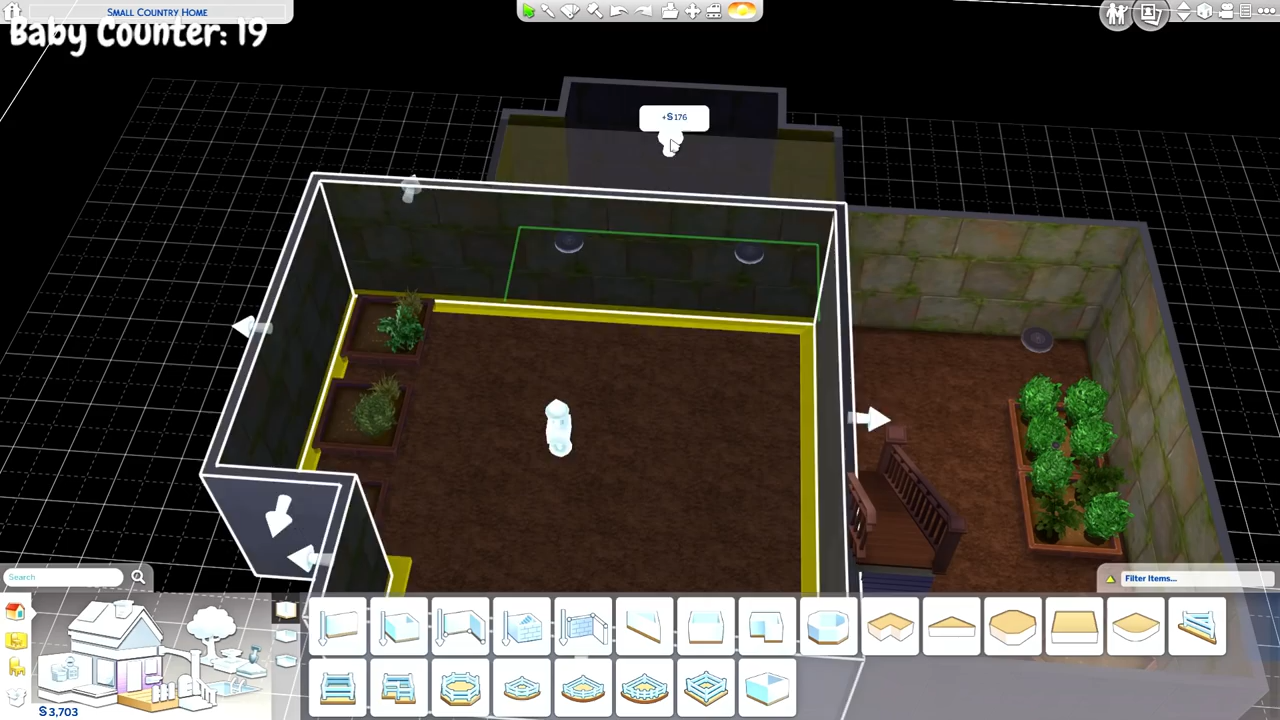 SMALL COUNTRY HOME
Baby Counter: 19
+§176
Search
Filter Items...
§3,703